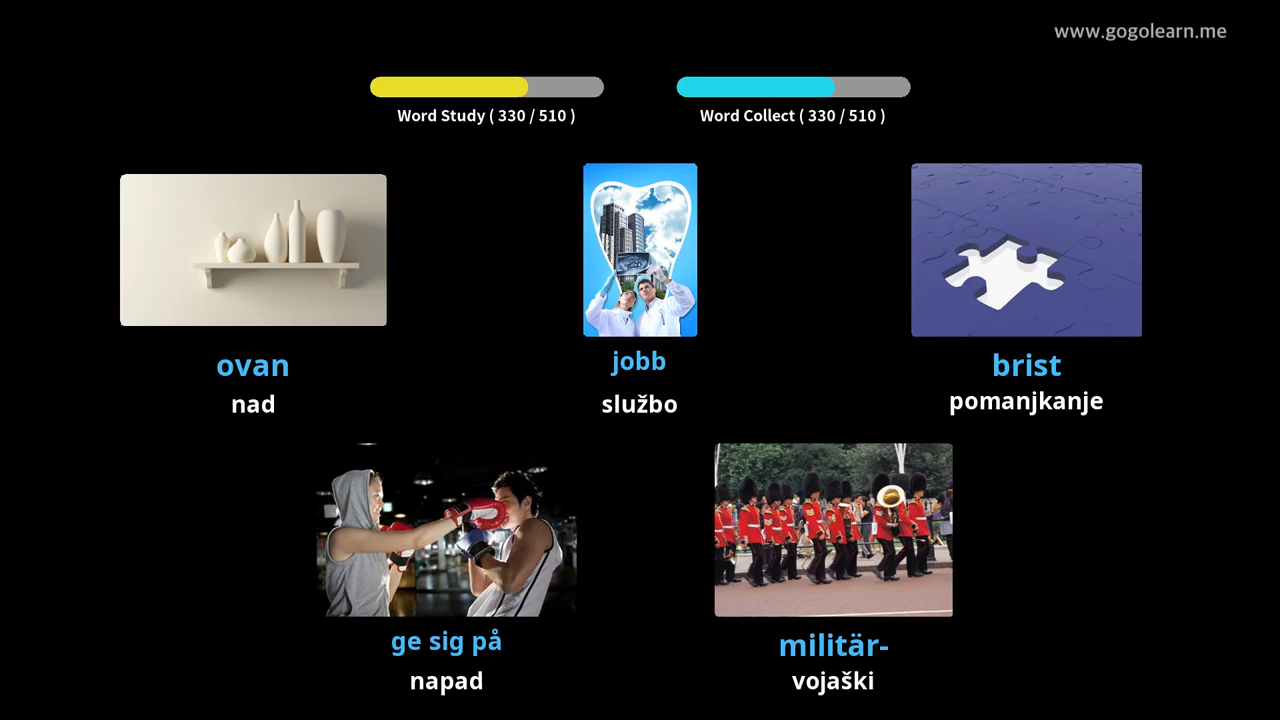 www.gogolearn.me
Word Study ( 330 / 510 )
Word Collect ( 330 / 510 )
ovan
nad
jobb
službo
brist
pomanjkanje
ge sig på
napad
militär-
vojaški